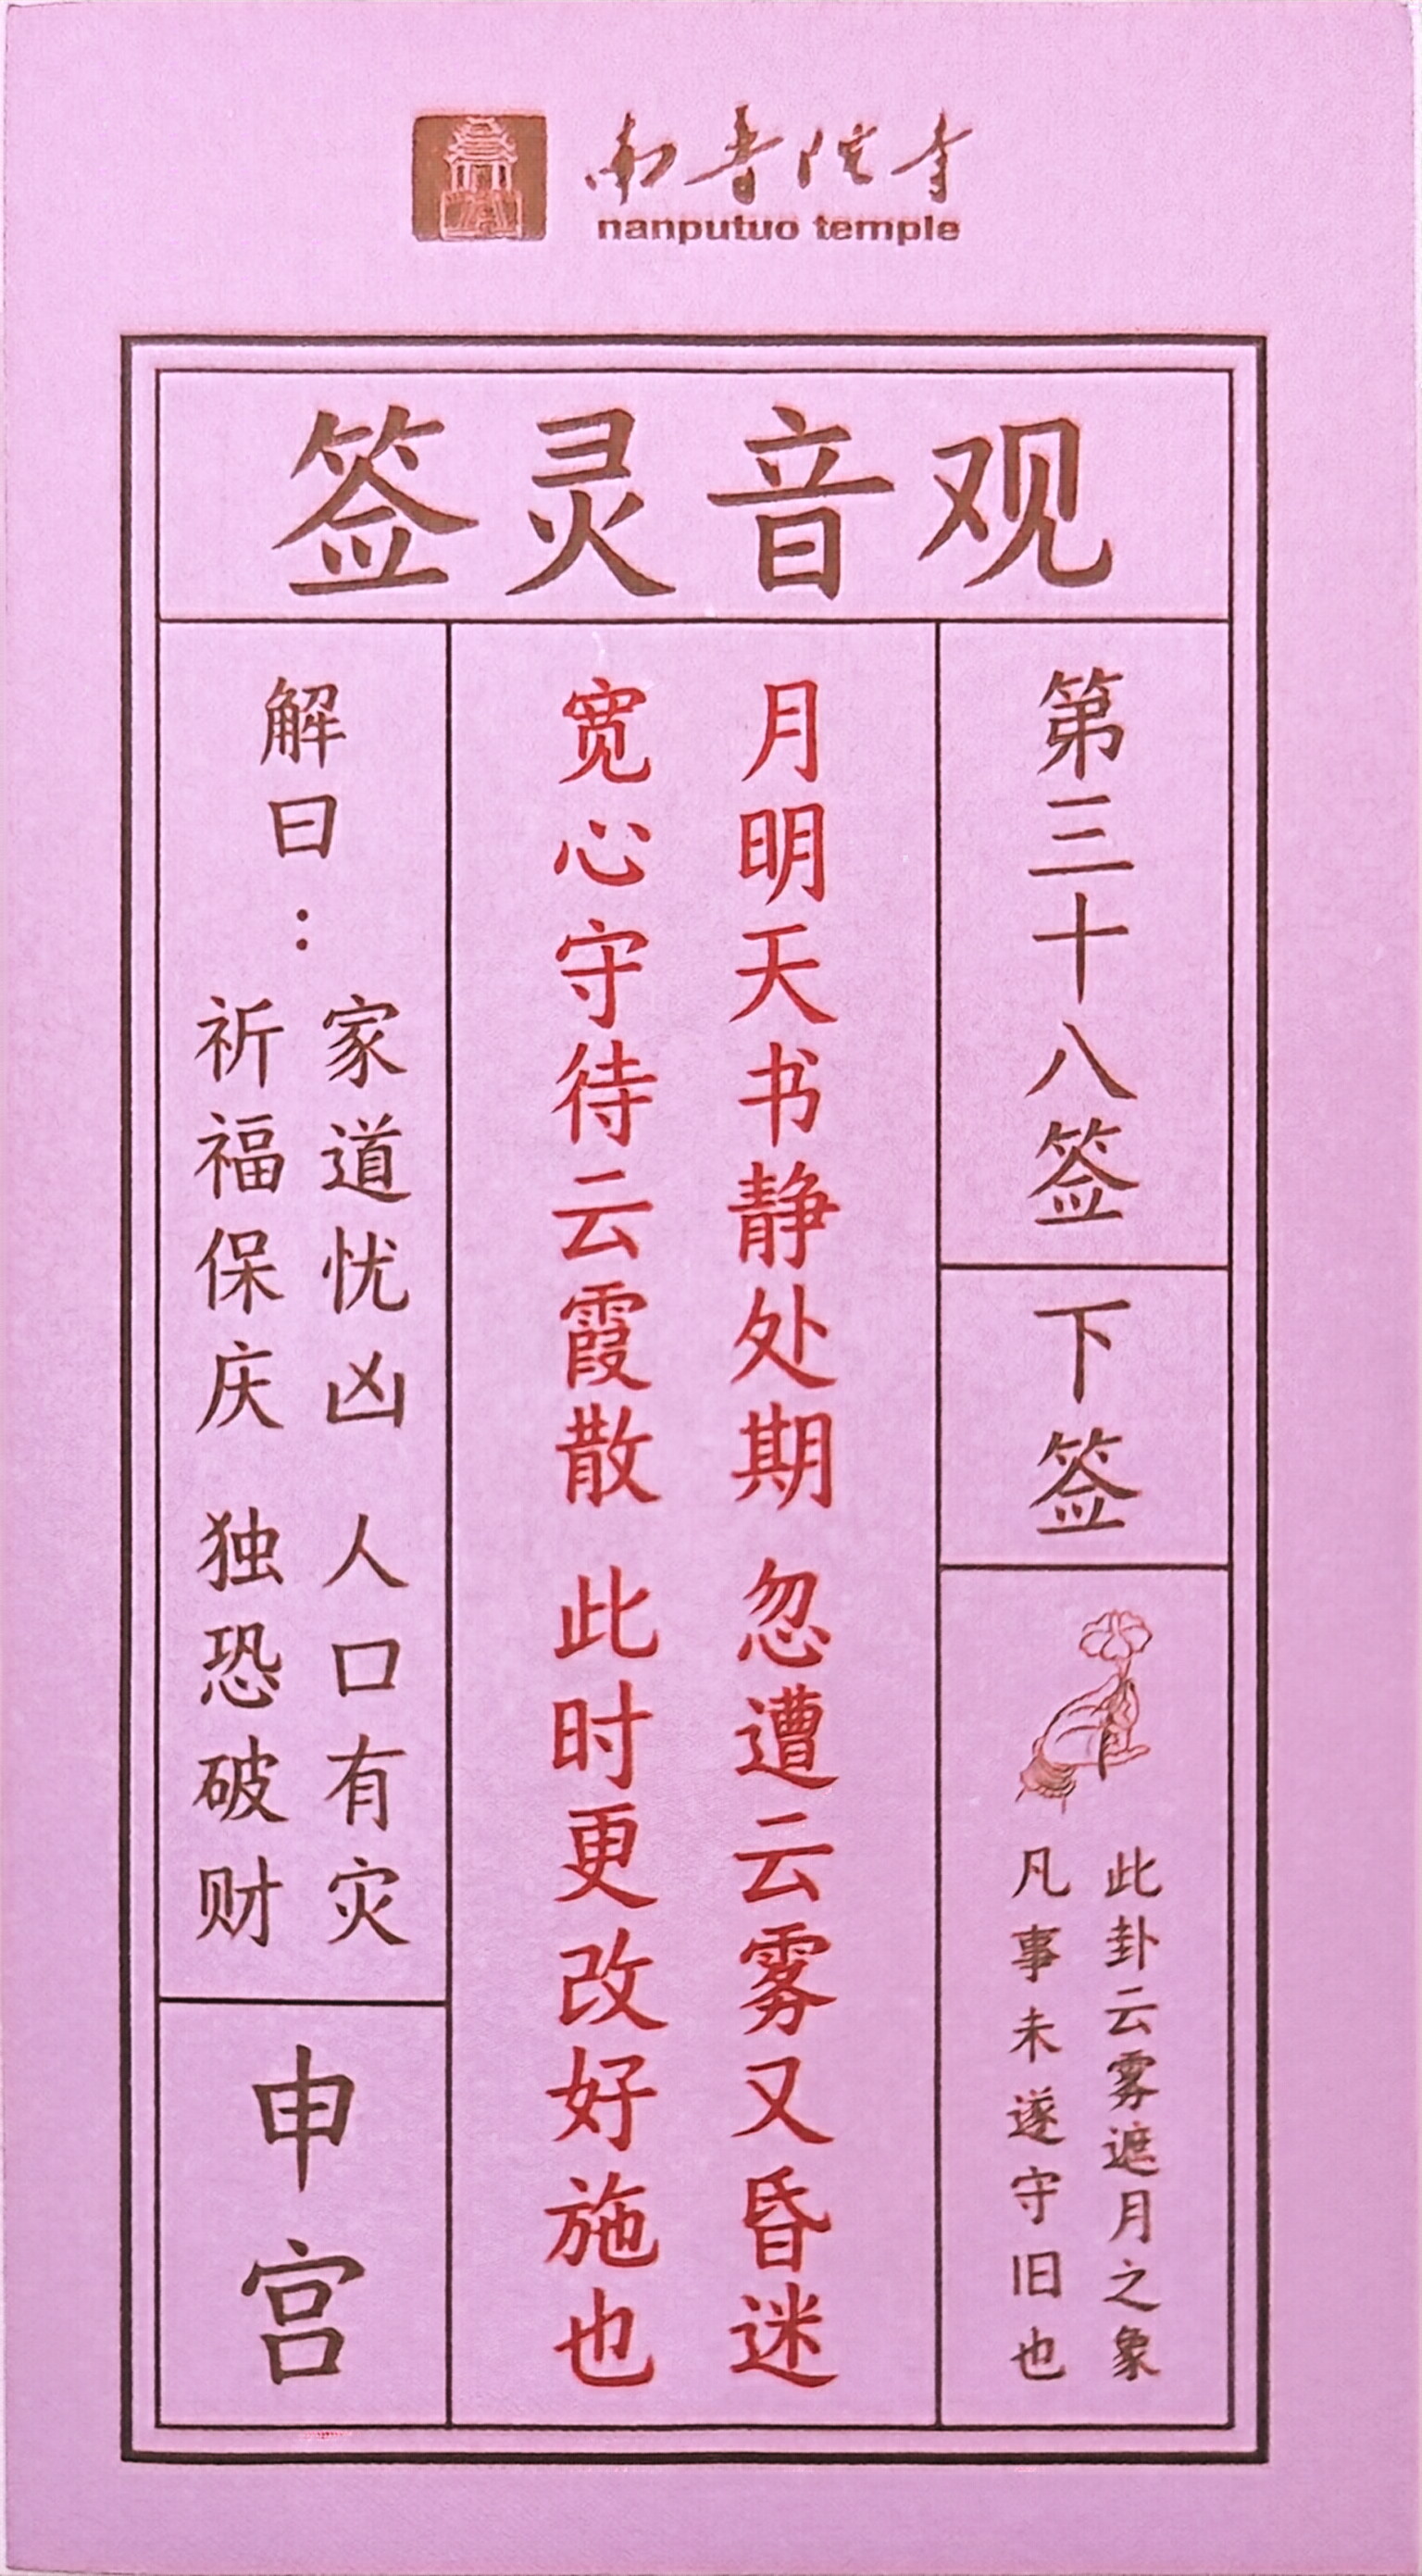 南普陀寺
nanputuo temple
观音灵签
第三十八签
下签
此卦云雾遮月之象
凡事未遂守旧也
月明天书静处期 忽遭云雾又昏迷
宽心守待云霞散 此时更改好施也
解曰：
家道忧凶 人口有灾
祈福保庆 独恐破财
申宫